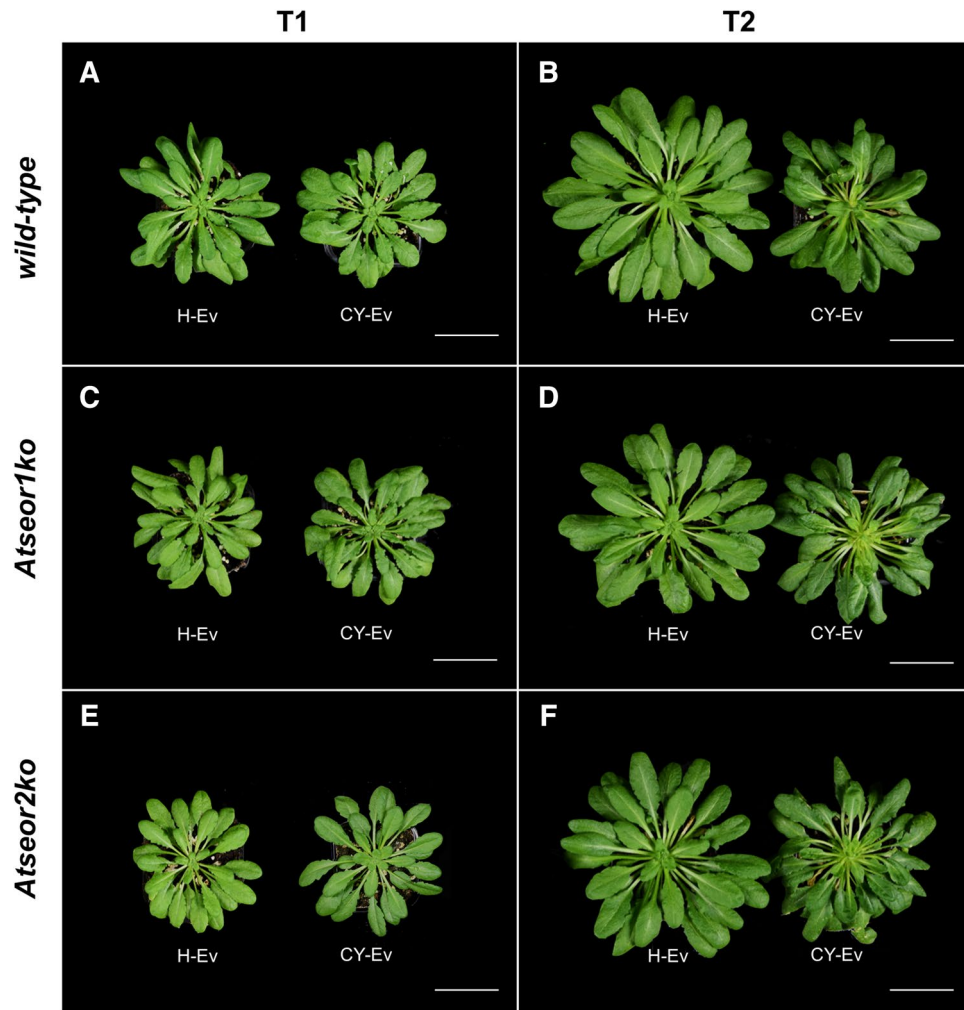 T1
T2
wild-type
A
H-Ev
CY-Ev
B
H-Ev
CY-Ev
Atseor1ko
C
H-Ev
CY-Ev
D
H-Ev
CY-Ev
Atseor2ko
E
H-Ev
CY-Ev
F
H-Ev
CY-Ev